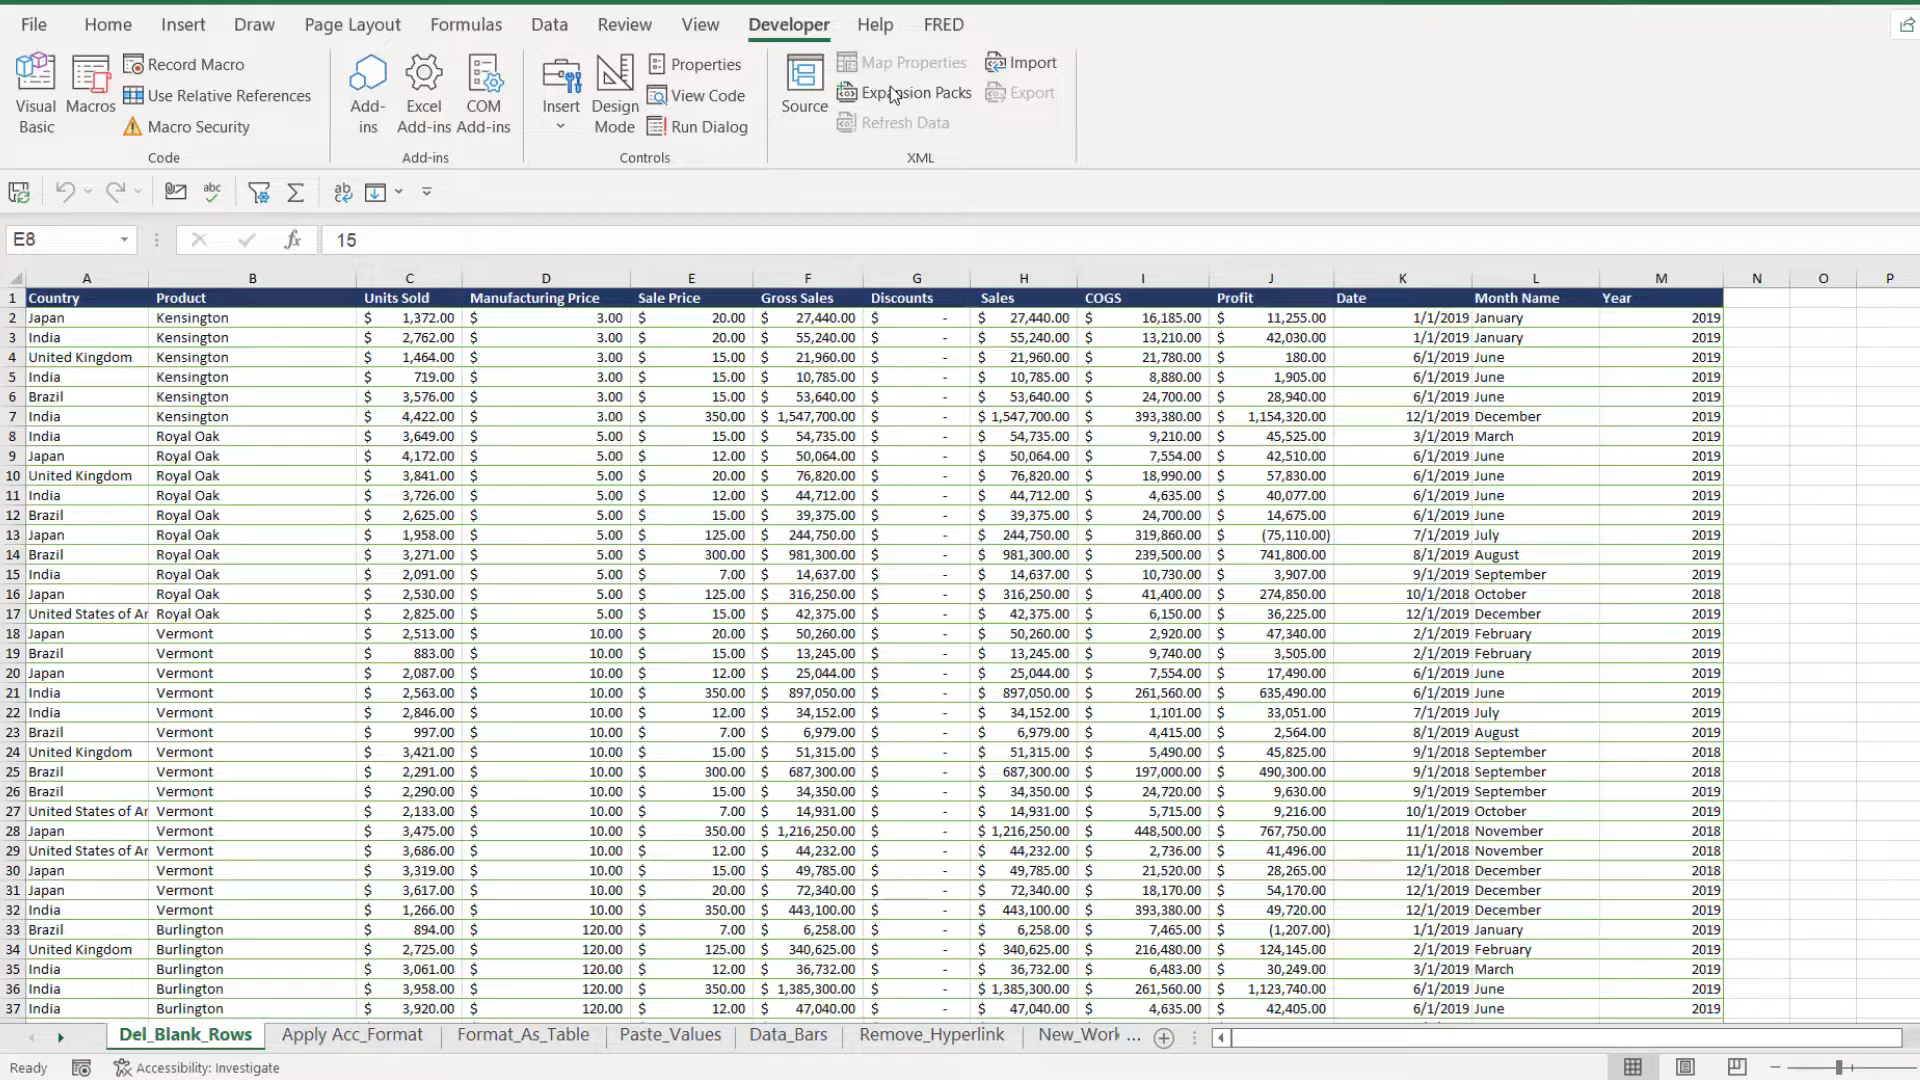 File Home Insert Draw Page Layout Formulas Data Review View Developer Help FRED
Visual Basic
Macros
Record Macro
Use Relative References
Macro Security
Code
Add-ins
Excel Add-ins
COM Add-ins
Add-ins
Insert
Design Mode
Properties
View Code
Run Dialog
Controls
Source
Map Properties
Expansion Packs
Refresh Data
Import
Export
XML
E8 fx 15
A B C D E F G H I J K L M N O P
1 Country Product Units Sold Manufacturing Price Sale Price Gross Sales Discounts Sales COGS Profit Date Month Name Year
2 Japan Kensington $ 1,372.00 $ 3.00 $ 20.00 $ 27,440.00 $ - $ 27,440.00 $ 16,185.00 $ 11,255.00 1/1/2019 January 2019
3 India Kensington $ 2,762.00 $ 3.00 $ 20.00 $ 55,240.00 $ - $ 55,240.00 $ 13,210.00 $ 42,030.00 1/1/2019 January 2019
4 United Kingdom Kensington $ 1,464.00 $ 3.00 $ 15.00 $ 21,960.00 $ - $ 21,960.00 $ 21,780.00 $ 180.00 6/1/2019 June 2019
5 India Kensington $ 719.00 $ 3.00 $ 15.00 $ 10,785.00 $ - $ 10,785.00 $ 8,880.00 $ 1,905.00 6/1/2019 June 2019
6 Brazil Kensington $ 3,576.00 $ 3.00 $ 15.00 $ 53,640.00 $ - $ 53,640.00 $ 24,700.00 $ 28,940.00 6/1/2019 June 2019
7 India Kensington $ 4,422.00 $ 3.00 $ 350.00 $ 1,547,700.00 $ - $ 1,547,700.00 $ 393,380.00 $ 1,154,320.00 12/1/2019 December 2019
8 India Royal Oak $ 3,649.00 $ 5.00 $ 15.00 $ 54,735.00 $ - $ 54,735.00 $ 9,210.00 $ 45,525.00 3/1/2019 March 2019
9 Japan Royal Oak $ 4,172.00 $ 5.00 $ 12.00 $ 50,064.00 $ - $ 50,064.00 $ 7,554.00 $ 42,510.00 6/1/2019 June 2019
10 United Kingdom Royal Oak $ 3,841.00 $ 5.00 $ 20.00 $ 76,820.00 $ - $ 76,820.00 $ 18,990.00 $ 57,830.00 6/1/2019 June 2019
11 India Royal Oak $ 3,726.00 $ 5.00 $ 12.00 $ 44,712.00 $ - $ 44,712.00 $ 4,635.00 $ 40,077.00 6/1/2019 June 2019
12 Brazil Royal Oak $ 2,625.00 $ 5.00 $ 15.00 $ 39,375.00 $ - $ 39,375.00 $ 24,700.00 $ 14,675.00 6/1/2019 June 2019
13 Japan Royal Oak $ 1,958.00 $ 5.00 $ 125.00 $ 244,750.00 $ - $ 244,750.00 $ 319,860.00 $ (75,110.00) 7/1/2019 July 2019
14 Brazil Royal Oak $ 3,271.00 $ 5.00 $ 300.00 $ 981,300.00 $ - $ 981,300.00 $ 239,500.00 $ 741,800.00 8/1/2019 August 2019
15 India Royal Oak $ 2,091.00 $ 5.00 $ 7.00 $ 14,637.00 $ - $ 14,637.00 $ 10,730.00 $ 3,907.00 9/1/2019 September 2019
16 Japan Royal Oak $ 2,530.00 $ 5.00 $ 125.00 $ 316,250.00 $ - $ 316,250.00 $ 41,400.00 $ 274,850.00 10/1/2018 October 2018
17 United States of Ar Royal Oak $ 2,825.00 $ 5.00 $ 15.00 $ 42,375.00 $ - $ 42,375.00 $ 6,150.00 $ 36,225.00 12/1/2019 December 2019
18 Japan Vermont $ 2,513.00 $ 10.00 $ 20.00 $ 50,260.00 $ - $ 50,260.00 $ 2,920.00 $ 47,340.00 2/1/2019 February 2019
19 Brazil Vermont $ 883.00 $ 10.00 $ 15.00 $ 13,245.00 $ - $ 13,245.00 $ 9,740.00 $ 3,505.00 2/1/2019 February 2019
20 Japan Vermont $ 2,087.00 $ 10.00 $ 12.00 $ 25,044.00 $ - $ 25,044.00 $ 7,554.00 $ 17,490.00 6/1/2019 June 2019
21 India Vermont $ 2,563.00 $ 10.00 $ 350.00 $ 897,050.00 $ - $ 897,050.00 $ 261,560.00 $ 635,490.00 6/1/2019 June 2019
22 India Vermont $ 2,846.00 $ 10.00 $ 12.00 $ 34,152.00 $ - $ 34,152.00 $ 1,101.00 $ 33,051.00 7/1/2019 July 2019
23 Brazil Vermont $ 997.00 $ 10.00 $ 7.00 $ 6,979.00 $ - $ 6,979.00 $ 4,415.00 $ 2,564.00 8/1/2019 August 2019
24 United Kingdom Vermont $ 3,421.00 $ 10.00 $ 15.00 $ 51,315.00 $ - $ 51,315.00 $ 5,490.00 $ 45,825.00 9/1/2018 September 2018
25 Brazil Vermont $ 2,291.00 $ 10.00 $ 300.00 $ 687,300.00 $ - $ 687,300.00 $ 197,000.00 $ 490,300.00 9/1/2018 September 2018
26 Brazil Vermont $ 2,290.00 $ 10.00 $ 15.00 $ 34,350.00 $ - $ 34,350.00 $ 24,720.00 $ 9,630.00 9/1/2019 September 2019
27 United States of Ar Vermont $ 2,133.00 $ 10.00 $ 7.00 $ 14,931.00 $ - $ 14,931.00 $ 5,715.00 $ 9,216.00 10/1/2019 October 2019
28 Japan Vermont $ 3,475.00 $ 10.00 $ 350.00 $ 1,216,250.00 $ - $ 1,216,250.00 $ 448,500.00 $ 767,750.00 11/1/2018 November 2018
29 United States of Ar Vermont $ 3,686.00 $ 10.00 $ 12.00 $ 44,232.00 $ - $ 44,232.00 $ 2,736.00 $ 41,496.00 11/1/2018 November 2018
30 Japan Vermont $ 3,319.00 $ 10.00 $ 15.00 $ 49,785.00 $ - $ 49,785.00 $ 21,520.00 $ 28,265.00 12/1/2018 December 2018
31 Japan Vermont $ 3,617.00 $ 10.00 $ 20.00 $ 72,340.00 $ - $ 72,340.00 $ 18,170.00 $ 54,170.00 12/1/2019 December 2019
32 India Vermont $ 1,266.00 $ 10.00 $ 350.00 $ 443,100.00 $ - $ 443,100.00 $ 393,380.00 $ 49,720.00 12/1/2019 December 2019
33 Brazil Burlington $ 894.00 $ 120.00 $ 7.00 $ 6,258.00 $ - $ 6,258.00 $ 7,465.00 $ (1,207.00) 1/1/2019 January 2019
34 United Kingdom Burlington $ 2,725.00 $ 120.00 $ 125.00 $ 340,625.00 $ - $ 340,625.00 $ 216,480.00 $ 124,145.00 2/1/2019 February 2019
35 India Burlington $ 3,061.00 $ 120.00 $ 12.00 $ 36,732.00 $ - $ 36,732.00 $ 6,483.00 $ 30,249.00 3/1/2019 March 2019
36 India Burlington $ 3,958.00 $ 120.00 $ 350.00 $ 1,385,300.00 $ - $ 1,385,300.00 $ 261,560.00 $ 1,123,740.00 6/1/2019 June 2019
37 India Burlington $ 3,920.00 $ 120.00 $ 12.00 $ 47,040.00 $ - $ 47,040.00 $ 4,635.00 $ 42,405.00 6/1/2019 June 2019
Del_Blank_Rows Apply Acc_Format Format_As_Table Paste_Values Data_Bars Remove_Hyperlink New_Work ...
Ready Accessibility: Investigate